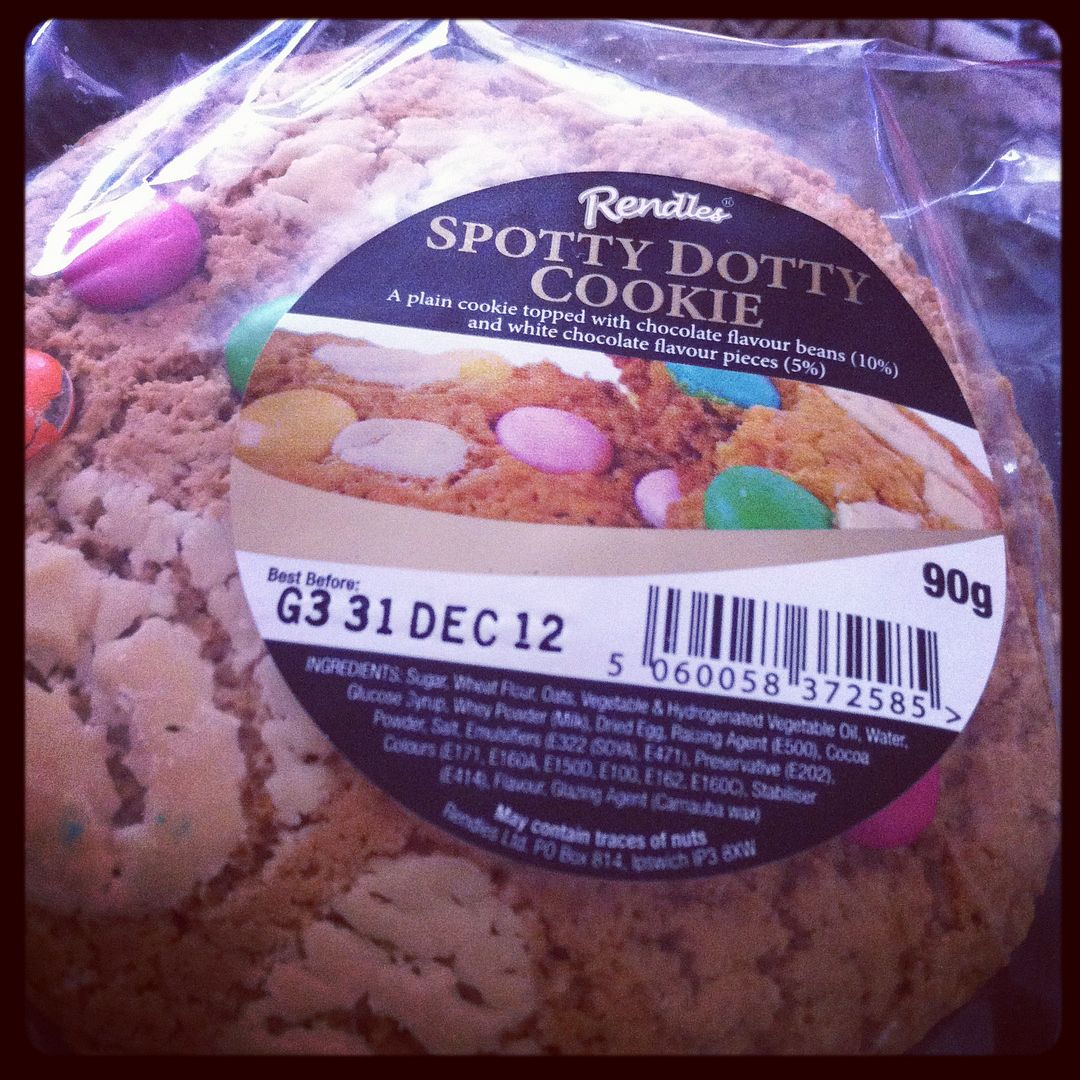 Rendles®
SPOTTY DOTTY
COOKIE
A plain cookie topped with chocolate flavour beans (10%)
and white chocolate flavour pieces (5%)
90g
Best Before:
G3 31 DEC 12
5 060058 372585 >
INGREDIENTS: Sugar, Wheat Flour, Oats, Vegetable & Hydrogenated Vegetable Oil, Water,
Glucose Syrup, Whey Powder (Milk), Dried Egg, Raising Agent (E500), Cocoa
Powder, Salt, Emulsifiers (E322 (SOYA), E471), Preservative (E202),
Colours (E171, E160A, E150D, E100, E162, E160C), Stabiliser
(E414), Flavour, Glazing Agent (Carnauba wax)
May contain traces of nuts
Rendles Ltd, PO Box 814, Ipswich IP3 8XW